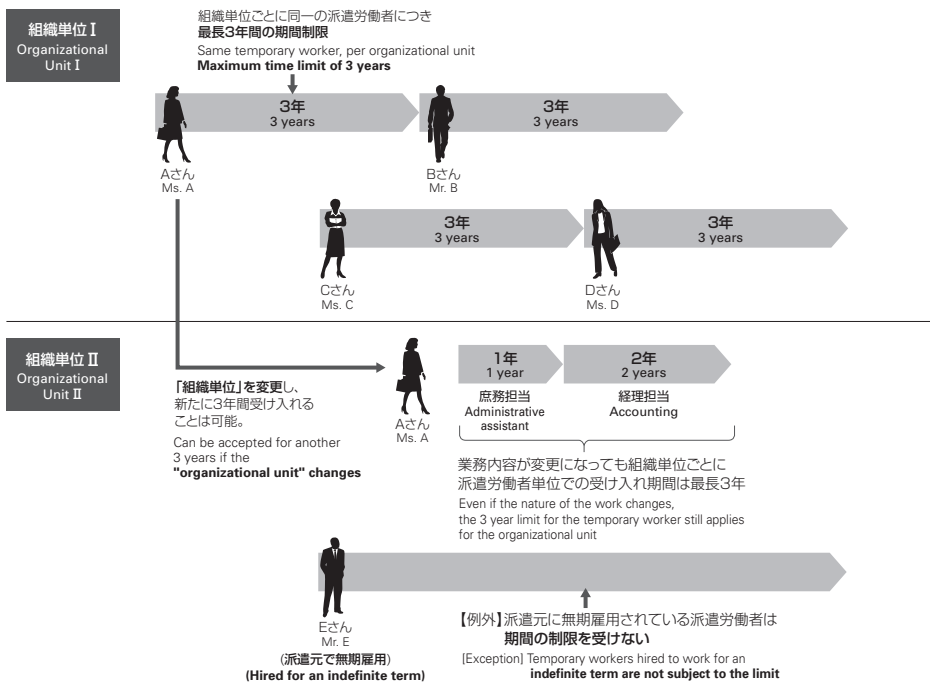 組織単位Ⅰ
Organizational
Unit Ⅰ
組織単位ごとに同一の派遣労働者につき
最長3年間の期間制限
Same temporary worker, per organizational unit
Maximum time limit of 3 years
3年
3 years
3年
3 years
Aさん
Ms. A
Bさん
Mr. B
3年
3 years
3年
3 years
Cさん
Ms. C
Dさん
Ms. D
組織単位Ⅱ
Organizational
Unit Ⅱ
「組織単位」を変更し、
新たに3年間受け入れる
ことは可能。
Can be accepted for another
3 years if the
"organizational unit" changes
Aさん
Ms. A
1年
1 year
2年
2 years
庶務担当
Administrative
assistant
経理担当
Accounting
業務内容が変更になっても組織単位ごとに
派遣労働者単位での受け入れ期間は最長3年
Even if the nature of the work changes,
the 3 year limit for the temporary worker still applies
for the organizational unit
Eさん
Mr. E
(派遣元で無期雇用)
(Hired for an indefinite term)
【例外】派遣元に無期雇用されている派遣労働者は
期間の制限を受けない
[Exception] Temporary workers hired to work for an
indefinite term are not subject to the limit